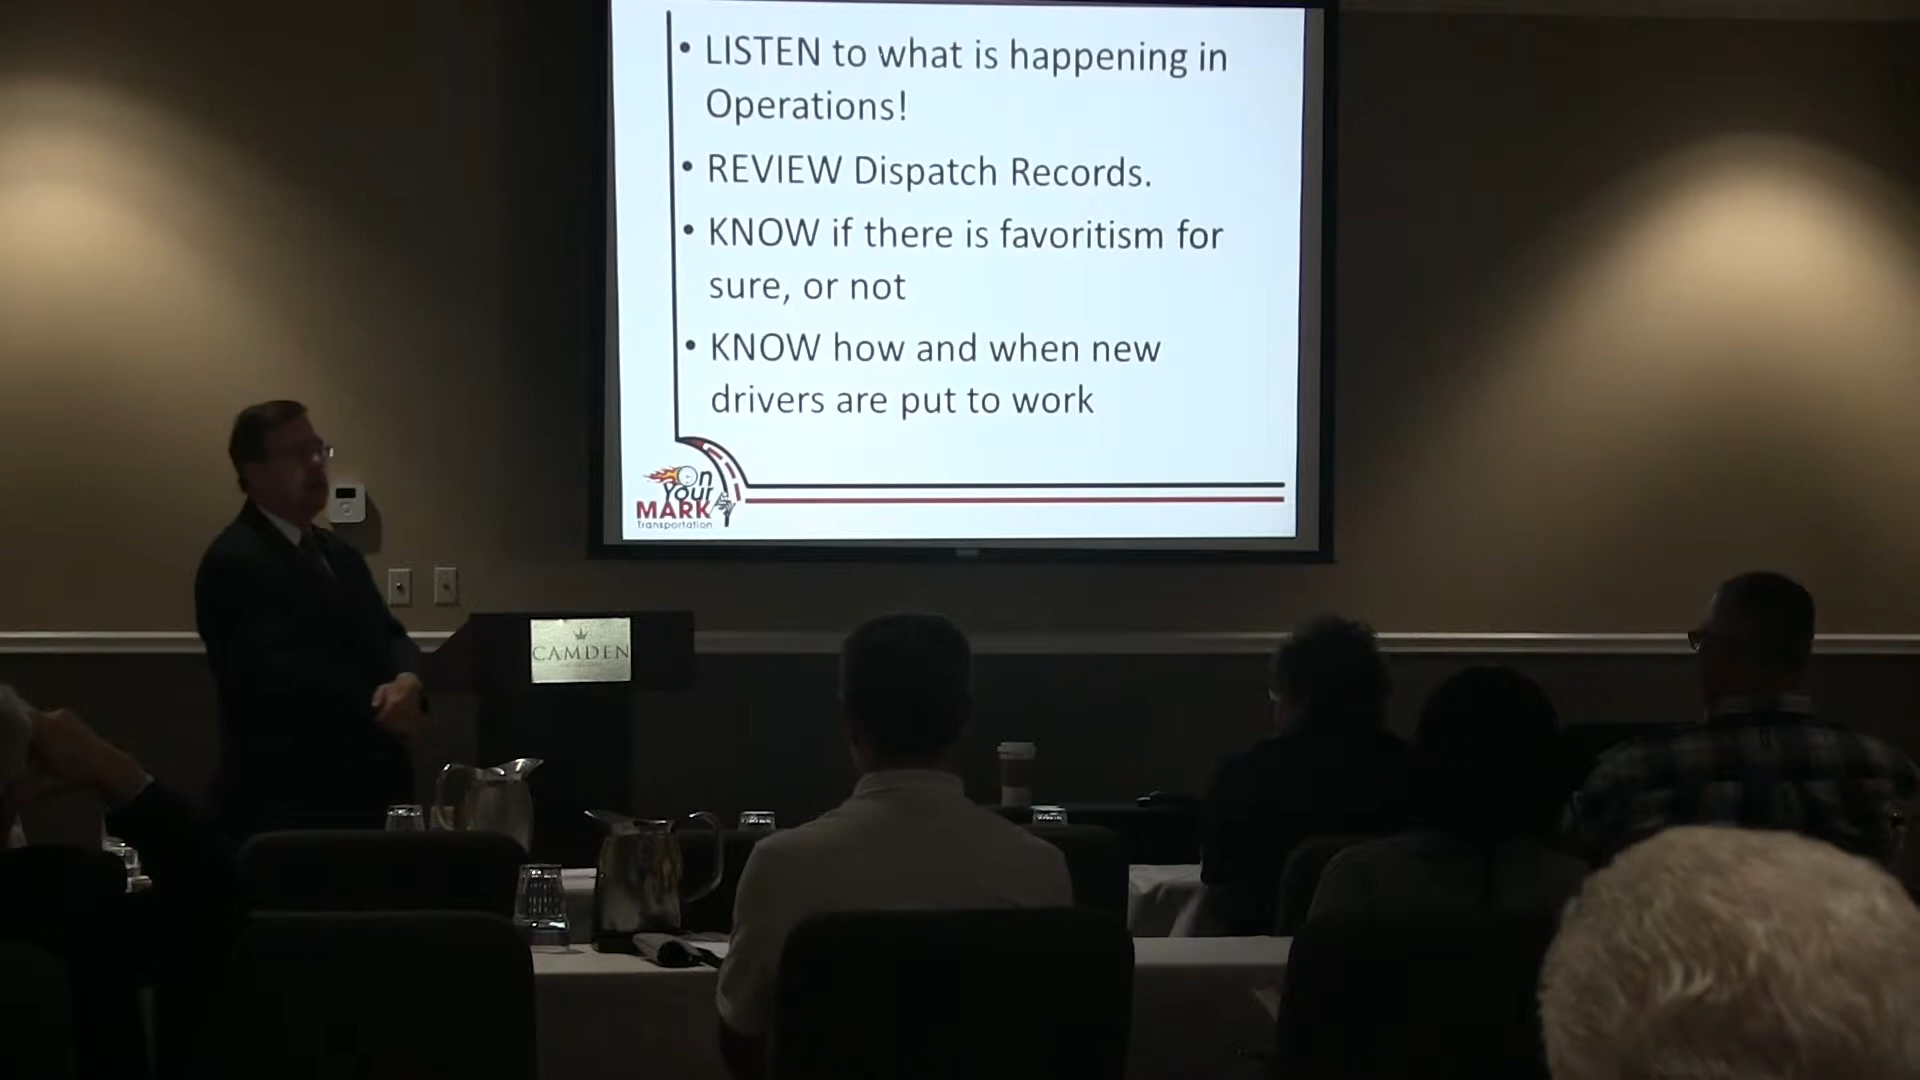 • LISTEN to what is happening in
Operations!
• REVIEW Dispatch Records.
• KNOW if there is favoritism for
sure, or not
• KNOW how and when new
drivers are put to work
On
Your
MARK
Transportation
CAMDEN